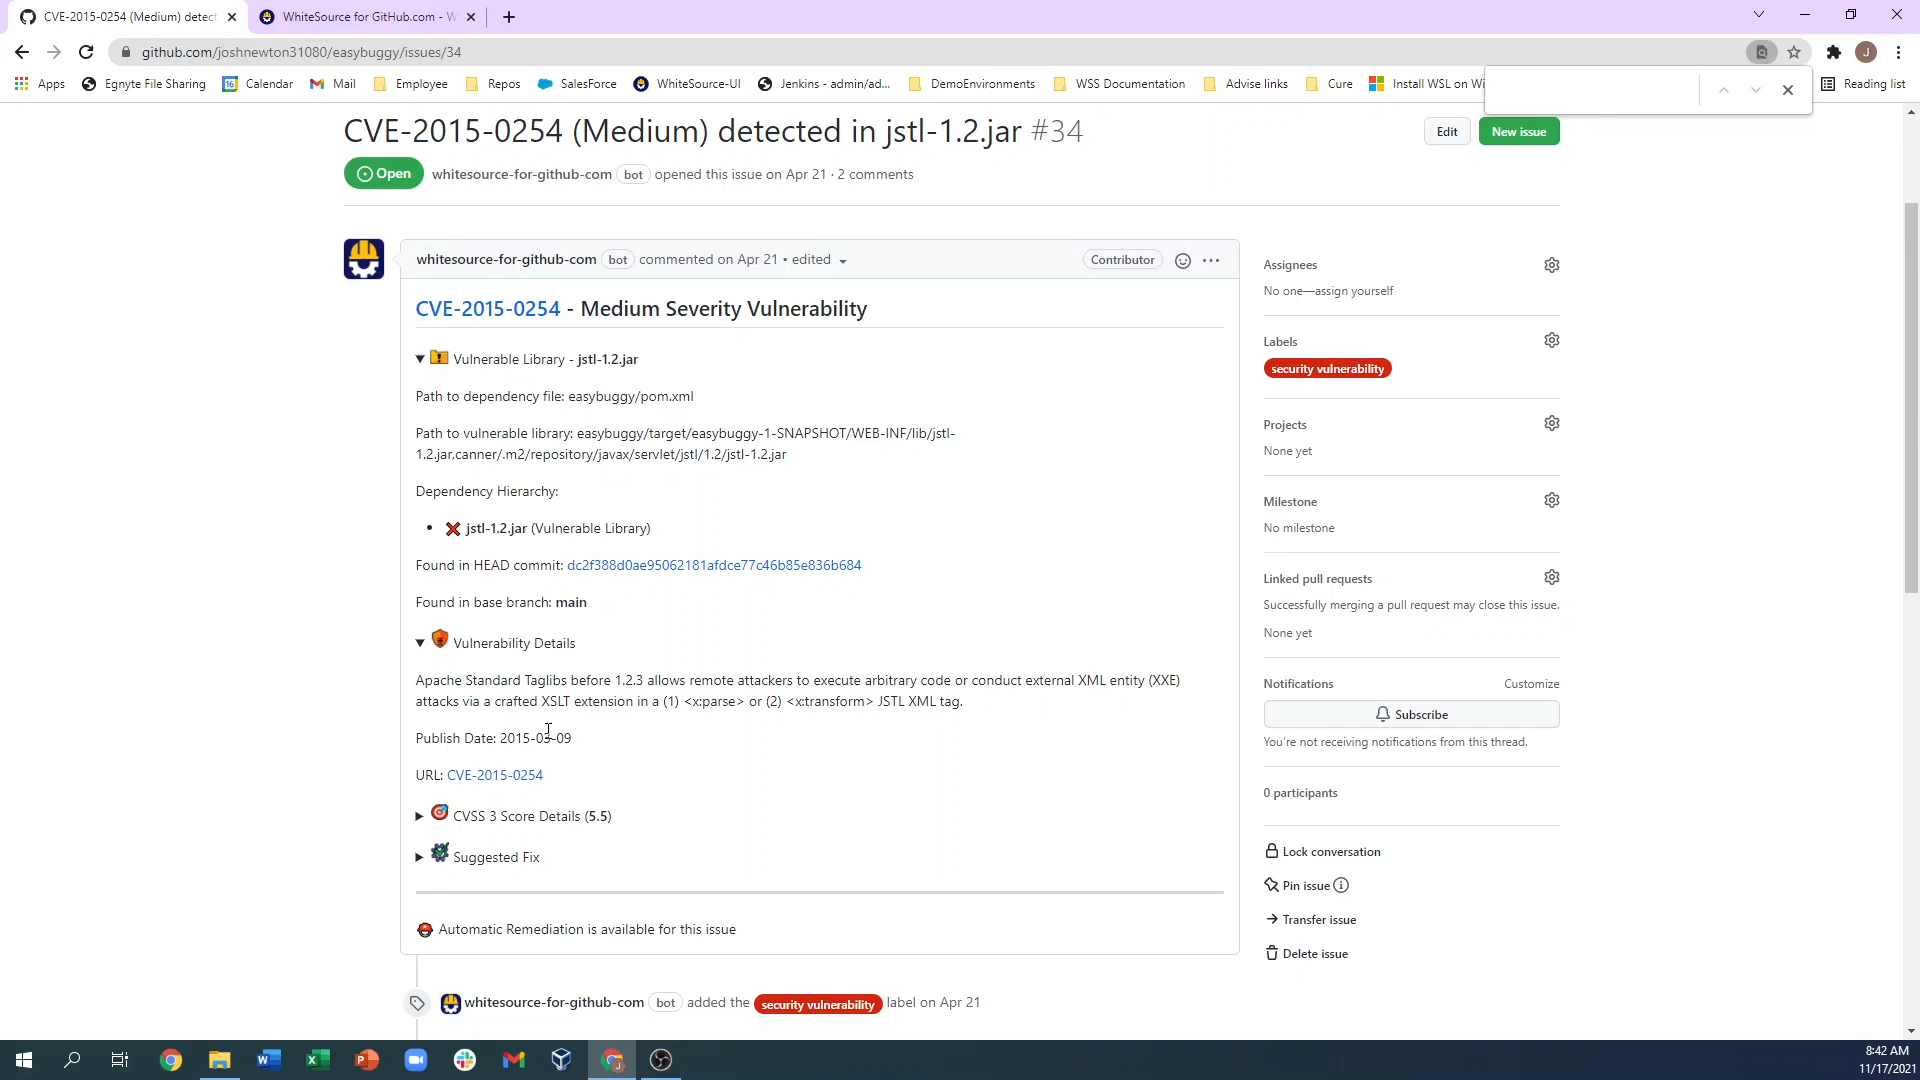 CVE-2015-0254 (Medium) detect
WhiteSource for GitHub.com - W
github.com/joshnewton31080/easybuggy/issues/34
J
Apps
Egnyte File Sharing
16
Calendar
Mail
Employee
Repos
SalesForce
WhiteSource-UI
Jenkins - admin/ad...
DemoEnvironments
WSS Documentation
Advise links
Cure
Install WSL on Wi
Reading list
CVE-2015-0254 (Medium) detected in jstl-1.2.jar #34
Edit
New issue
Open
whitesource-for-github-com bot opened this issue on Apr 21 · 2 comments
whitesource-for-github-com bot commented on Apr 21 • edited
Contributor
CVE-2015-0254 - Medium Severity Vulnerability
Vulnerable Library - jstl-1.2.jar
Path to dependency file: easybuggy/pom.xml
Path to vulnerable library: easybuggy/target/easybuggy-1-SNAPSHOT/WEB-INF/lib/jstl-
1.2.jar,canner/.m2/repository/javax/servlet/jstl/1.2/jstl-1.2.jar
Dependency Hierarchy:
• jstl-1.2.jar (Vulnerable Library)
Found in HEAD commit: dc2f388d0ae95062181afdce77c46b85e836b684
Found in base branch: main
Vulnerability Details
Apache Standard Taglibs before 1.2.3 allows remote attackers to execute arbitrary code or conduct external XML entity (XXE)
attacks via a crafted XSLT extension in a (1) <x:parse> or (2) <x:transform> JSTL XML tag.
Publish Date: 2015-03-09
URL: CVE-2015-0254
CVSS 3 Score Details (5.5)
Suggested Fix
Automatic Remediation is available for this issue
whitesource-for-github-com bot added the security vulnerability label on Apr 21
Assignees
No one—assign yourself
Labels
security vulnerability
Projects
None yet
Milestone
No milestone
Linked pull requests
Successfully merging a pull request may close this issue.
None yet
Notifications
Customize
Subscribe
You're not receiving notifications from this thread.
0 participants
Lock conversation
Pin issue
Transfer issue
Delete issue
8:42 AM
11/17/2021